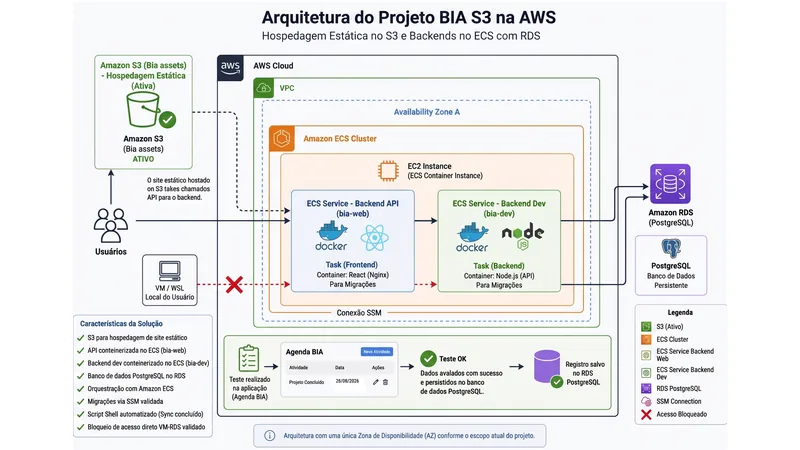 Arquitetura do Projeto BIA S3 na AWS
Hospedagem Estática no S3 e Backends no ECS com RDS
Amazon S3 (Bia assets)
- Hospedagem Estática
(Ativa)
Amazon S3
(Bia assets)
ATIVO
O site estático hostado
on S3 takes chamados
API para o backend.
Usuários
VM / WSL
Local do Usuário
aws
AWS Cloud
VPC
Availability Zone A
Amazon ECS Cluster
EC2 Instance
(ECS Container Instance)
ECS Service - Backend API
(bia-web)
docker
Task (Frontend)
Container: React (Nginx)
Para Migrações
ECS Service - Backend Dev
(bia-dev)
docker
node
JS
Task (Backend)
Container: Node.js (API)
Para Migrações
Conexão SSM
Amazon RDS
(PostgreSQL)
PostgreSQL
Banco de Dados
Persistente
Características da Solução
S3 para hospedagem de site estático
API conteinerizada no ECS (bia-web)
Backend dev conteinerizado no ECS (bia-dev)
Banco de dados PostgreSQL no RDS
Orquestração com Amazon ECS
Migrações via SSM validada
Script Shell automatizado (Sync concluído)
Bloqueio de acesso direto VM-RDS validado
Teste realizado
na aplicação
(Agenda BIA)
Agenda BIA
Nova Atividade
Atividade Data Ações
Projeto Concluído 28/08/2026
Teste OK
Dados avalados com sucesso
e persistidos no banco
de dados PostgreSQL.
Registro salvo
no RDS
PostgreSQL
Legenda
S3 (Ativo)
ECS Cluster
ECS Service Backend
Web
ECS Service Backend
Dev
RDS PostgreSQL
SSM Connection
Acesso Bloqueado
Arquitetura com uma única Zona de Disponibilidade (AZ) conforme o escopo atual do projeto.